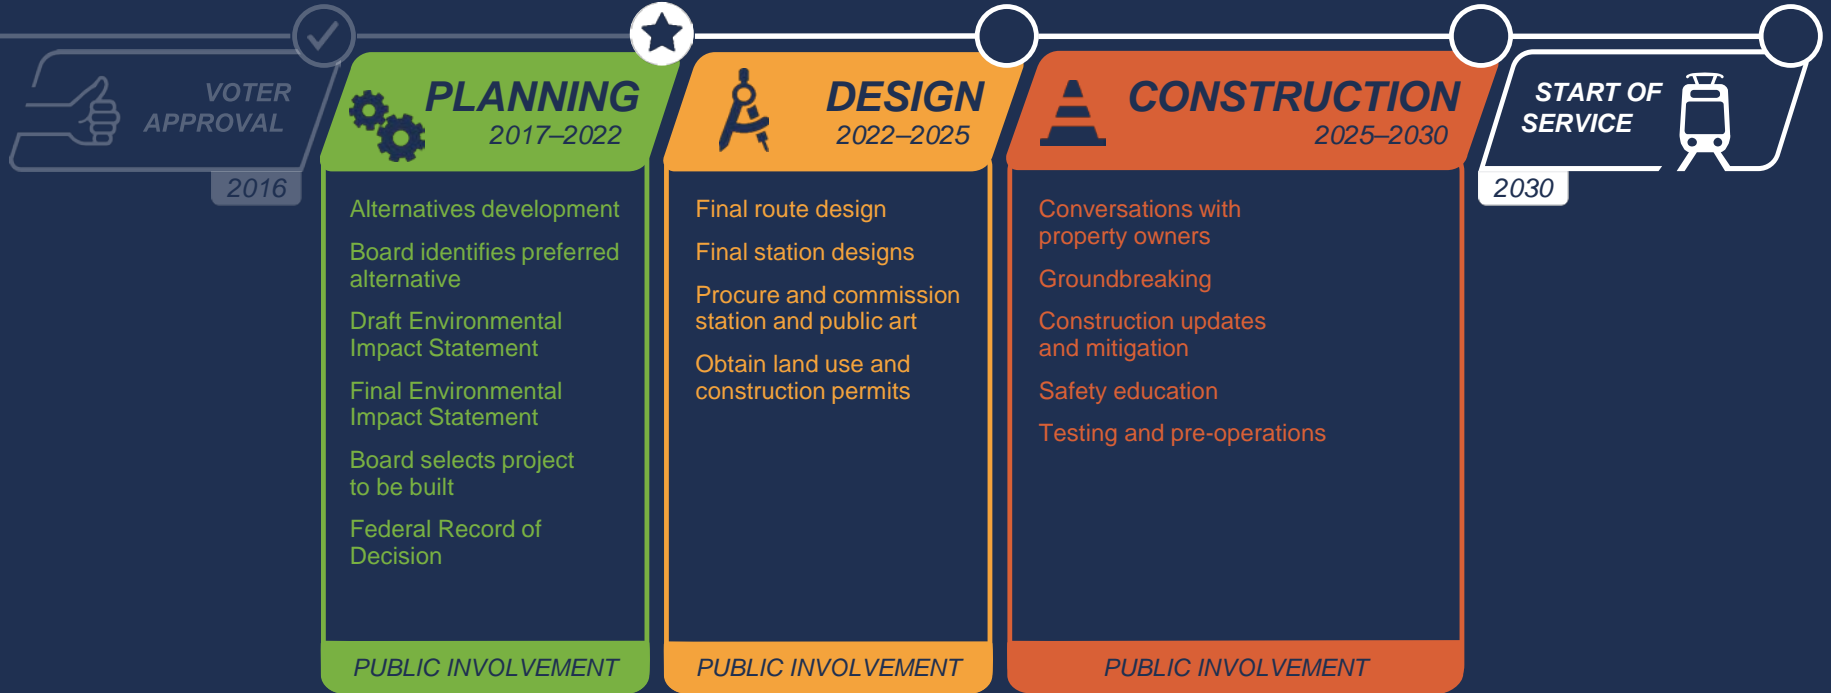 VOTER
APPROVAL
2016
PLANNING
2017–2022
Alternatives development
Board identifies preferred
alternative
Draft Environmental
Impact Statement
Final Environmental
Impact Statement
Board selects project
to be built
Federal Record of
Decision
PUBLIC INVOLVEMENT
DESIGN
2022–2025
Final route design
Final station designs
Procure and commission
station and public art
Obtain land use and
construction permits
PUBLIC INVOLVEMENT
CONSTRUCTION
2025–2030
Conversations with
property owners
Groundbreaking
Construction updates
and mitigation
Safety education
Testing and pre-operations
PUBLIC INVOLVEMENT
START OF
SERVICE
2030